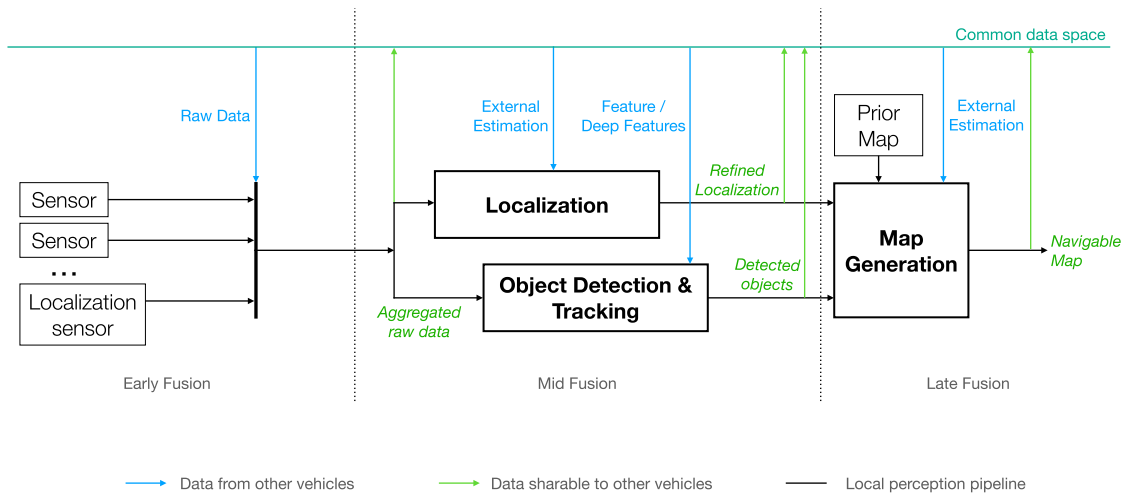 Common data space
Raw Data
External
Estimation
Feature /
Deep Features
External
Estimation
Prior
Map
Sensor
Sensor
...
Localization
sensor
Localization
Refined
Localization
Object Detection &
Tracking
Detected
objects
Aggregated
raw data
Map
Generation
Navigable
Map
Early Fusion
Mid Fusion
Late Fusion
Data from other vehicles
Data sharable to other vehicles
Local perception pipeline